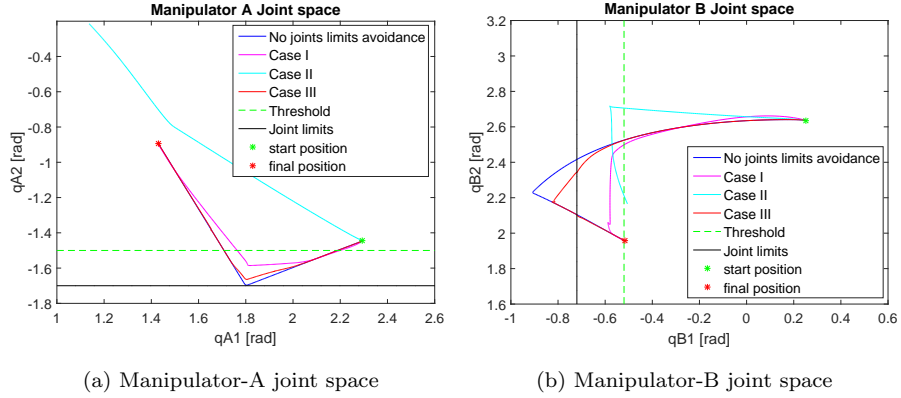 Manipulator A Joint space
-0.2
-0.4
-0.6
-0.8
-1
-1.2
-1.4
-1.6
-1.8
qA2 [rad]
No joints limits avoidance
Case I
Case II
Case III
Threshold
Joint limits
start position
final position
1
1.2
1.4
1.6
1.8
2
2.2
2.4
2.6
qA1 [rad]
(a) Manipulator-A joint space
Manipulator B Joint space
3.2
3
2.8
2.6
2.4
2.2
2
1.8
1.6
qB2 [rad]
No joints limits avoidance
Case I
Case II
Case III
Threshold
Joint limits
start position
final position
-1
-0.8
-0.6
-0.4
-0.2
0
0.2
0.4
0.6
qB1 [rad]
(b) Manipulator-B joint space